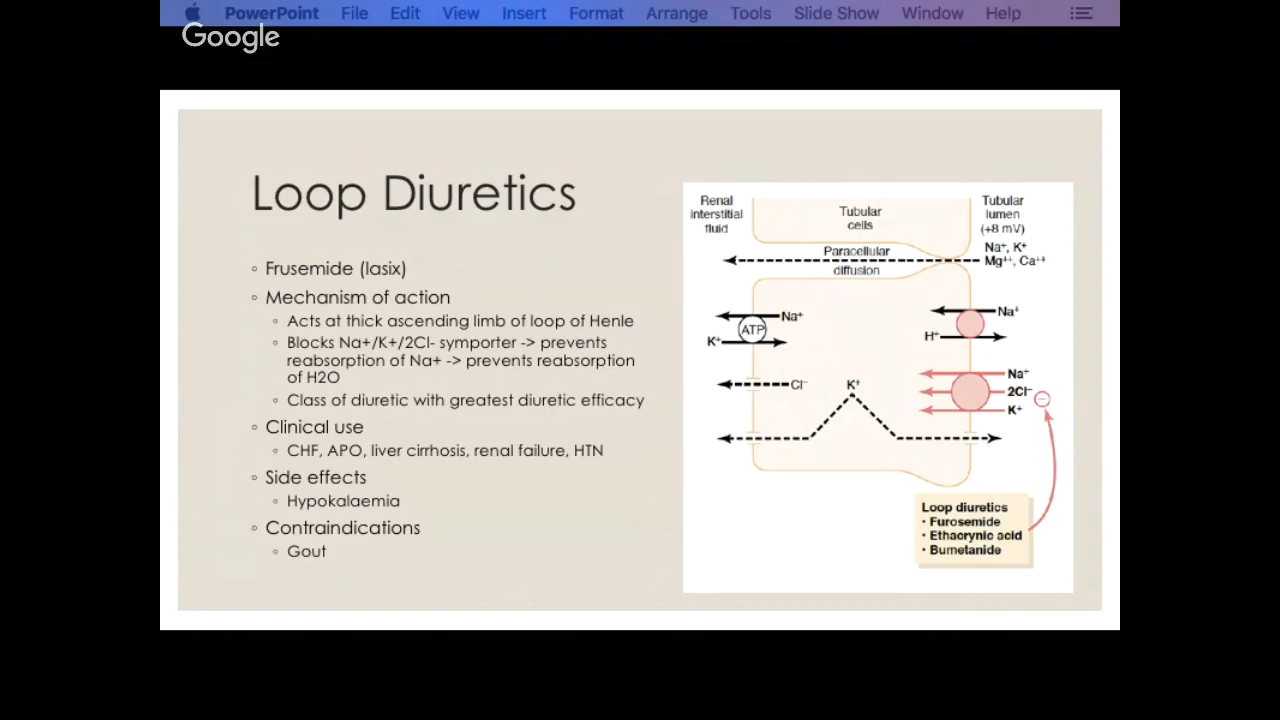 PowerPoint File Edit View Insert Format Arrange Tools Slide Show Window Help
Google
Loop Diuretics
◦ Frusemide (lasix)
◦ Mechanism of action
◦ Acts at thick ascending limb of loop of Henle
◦ Blocks Na+/K+/2Cl- symporter -> prevents
reabsorption of Na+ -> prevents reabsorption
of H2O
◦ Class of diuretic with greatest diuretic efficacy
◦ Clinical use
◦ CHF, APO, liver cirrhosis, renal failure, HTN
◦ Side effects
◦ Hypokalaemia
◦ Contraindications
◦ Gout
Renal
interstitial
fluid
Tubular
cells
Tubular
lumen
(+8 mV)
Paracellular
diffusion
Na⁺, K⁺
Mg⁺⁺, Ca⁺⁺
Na⁺
ATP
K⁺
Na⁺
H⁺
Cl⁻
K⁺
Na⁺
2Cl⁻
K⁺
−
Loop diuretics
• Furosemide
• Ethacrynic acid
• Bumetanide